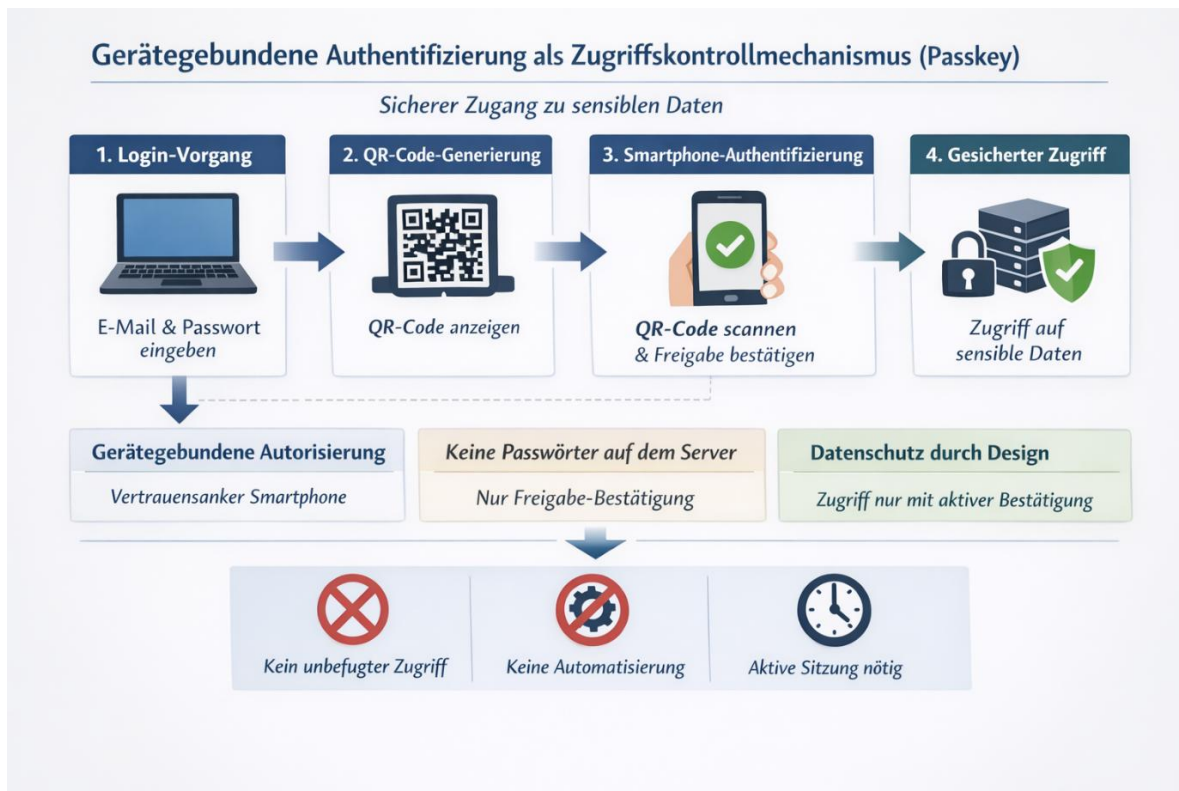 Gerätegebundene Authentifizierung als Zugriffskontrollmechanismus (Passkey)
Sicherer Zugang zu sensiblen Daten
1. Login-Vorgang
E-Mail & Passwort
eingeben
2. QR-Code-Generierung
QR-Code anzeigen
3. Smartphone-Authentifizierung
QR-Code scannen
& Freigabe bestätigen
4. Gesicherter Zugriff
Zugriff auf
sensible Daten
Gerätegebundene Autorisierung
Vertrauensanker Smartphone
Keine Passwörter auf dem Server
Nur Freigabe-Bestätigung
Datenschutz durch Design
Zugriff nur mit aktiver Bestätigung
Kein unbefugter Zugriff
Keine Automatisierung
Aktive Sitzung nötig